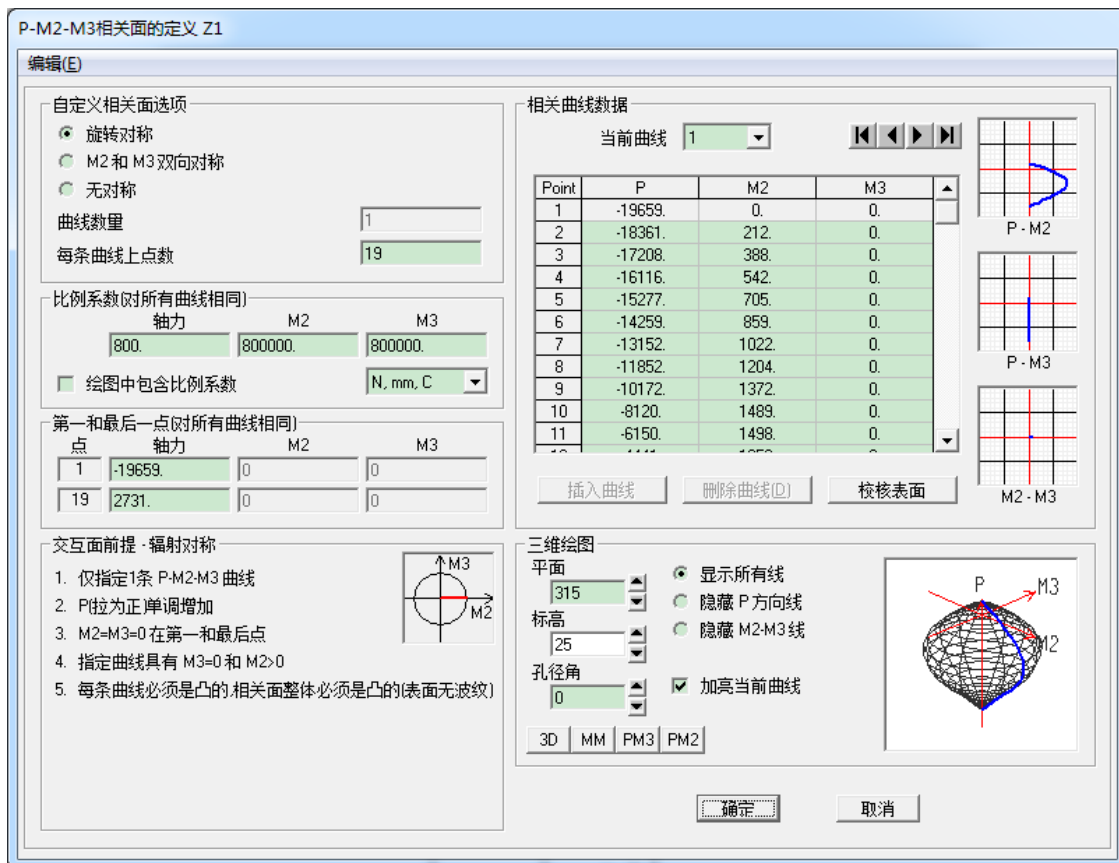 P-M2-M3相关面的定义 Z1
编辑(E)
自定义相关面选项
旋转对称
M2 和 M3 双向对称
无对称
曲线数量 1
每条曲线上点数 19
比例系数(对所有曲线相同)
轴力 M2 M3
800. 800000. 800000.
绘图中包含比例系数 N, mm, C
第一和最后一点(对所有曲线相同)
点 轴力 M2 M3
1 -19659. 0 0
19 2731. 0 0
交互面前提 - 辐射对称
1. 仅指定1条 P-M2-M3 曲线
2. P(拉为正)单调增加
3. M2=M3=0 在第一和最后点
4. 指定曲线具有 M3=0 和 M2>0
5. 每条曲线必须是凸的.相关面整体必须是凸的(表面无波纹)
M3
M2
相关曲线数据
当前曲线 1
Point P M2 M3
1 -19659. 0. 0.
2 -18361. 212. 0.
3 -17208. 388. 0.
4 -16116. 542. 0.
5 -15277. 705. 0.
6 -14259. 859. 0.
7 -13152. 1022. 0.
8 -11852. 1204. 0.
9 -10172. 1372. 0.
10 -8120. 1489. 0.
11 -6150. 1498. 0.
插入曲线 删除曲线(D) 校核表面
P - M2
P - M3
M2 - M3
三维绘图
平面
315
标高
25
孔径角
0
显示所有线
隐藏 P 方向线
隐藏 M2-M3 线
加亮当前曲线
3D MM PM3 PM2
P
M3
M2
确定 取消